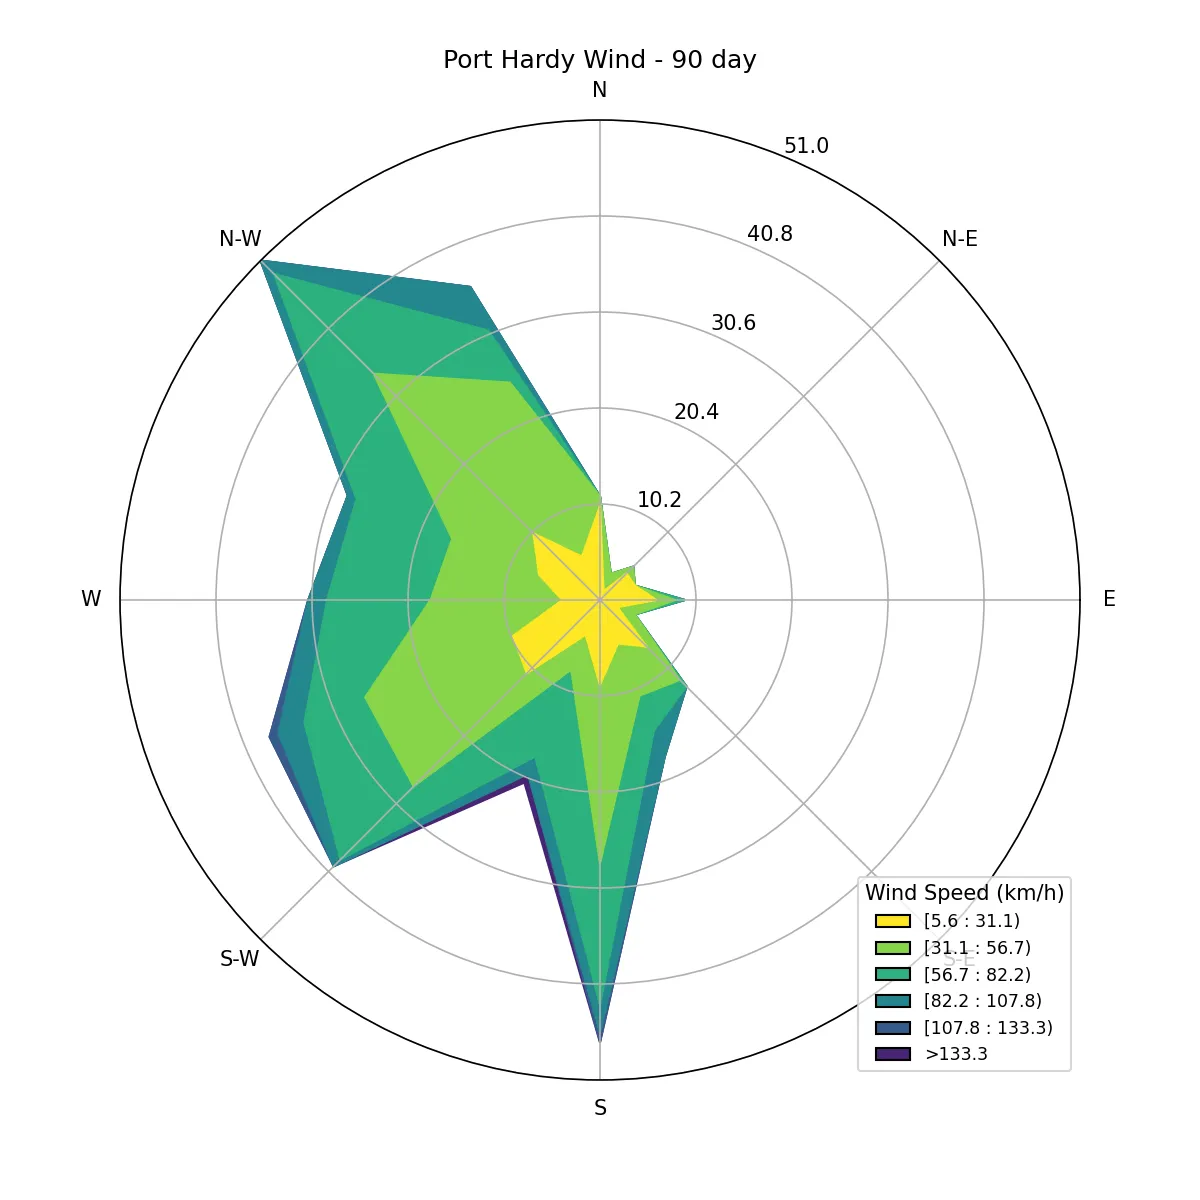 Port Hardy Wind - 90 day
N
51.0
40.8
N-W
N-E
30.6
20.4
10.2
W
E
Wind Speed (km/h)
[5.6 : 31.1)
[31.1 : 56.7)
S-W
S-E
[56.7 : 82.2)
[82.2 : 107.8)
[107.8 : 133.3)
>133.3
S